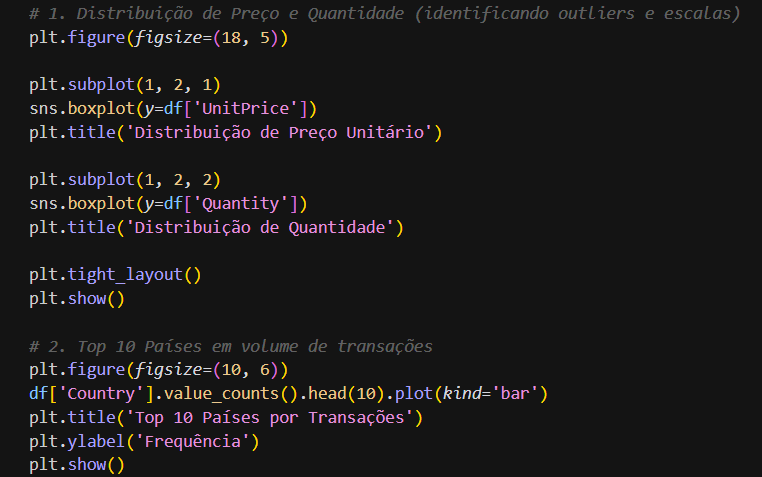 # 1. Distribuição de Preço e Quantidade (identificando outliers e escalas)
plt.figure(figsize=(18, 5))
plt.subplot(1, 2, 1)
sns.boxplot(y=df['UnitPrice'])
plt.title('Distribuição de Preço Unitário')
plt.subplot(1, 2, 2)
sns.boxplot(y=df['Quantity'])
plt.title('Distribuição de Quantidade')
plt.tight_layout()
plt.show()
# 2. Top 10 Países em volume de transações
plt.figure(figsize=(10, 6))
df['Country'].value_counts().head(10).plot(kind='bar')
plt.title('Top 10 Países por Transações')
plt.ylabel('Frequência')
plt.show()